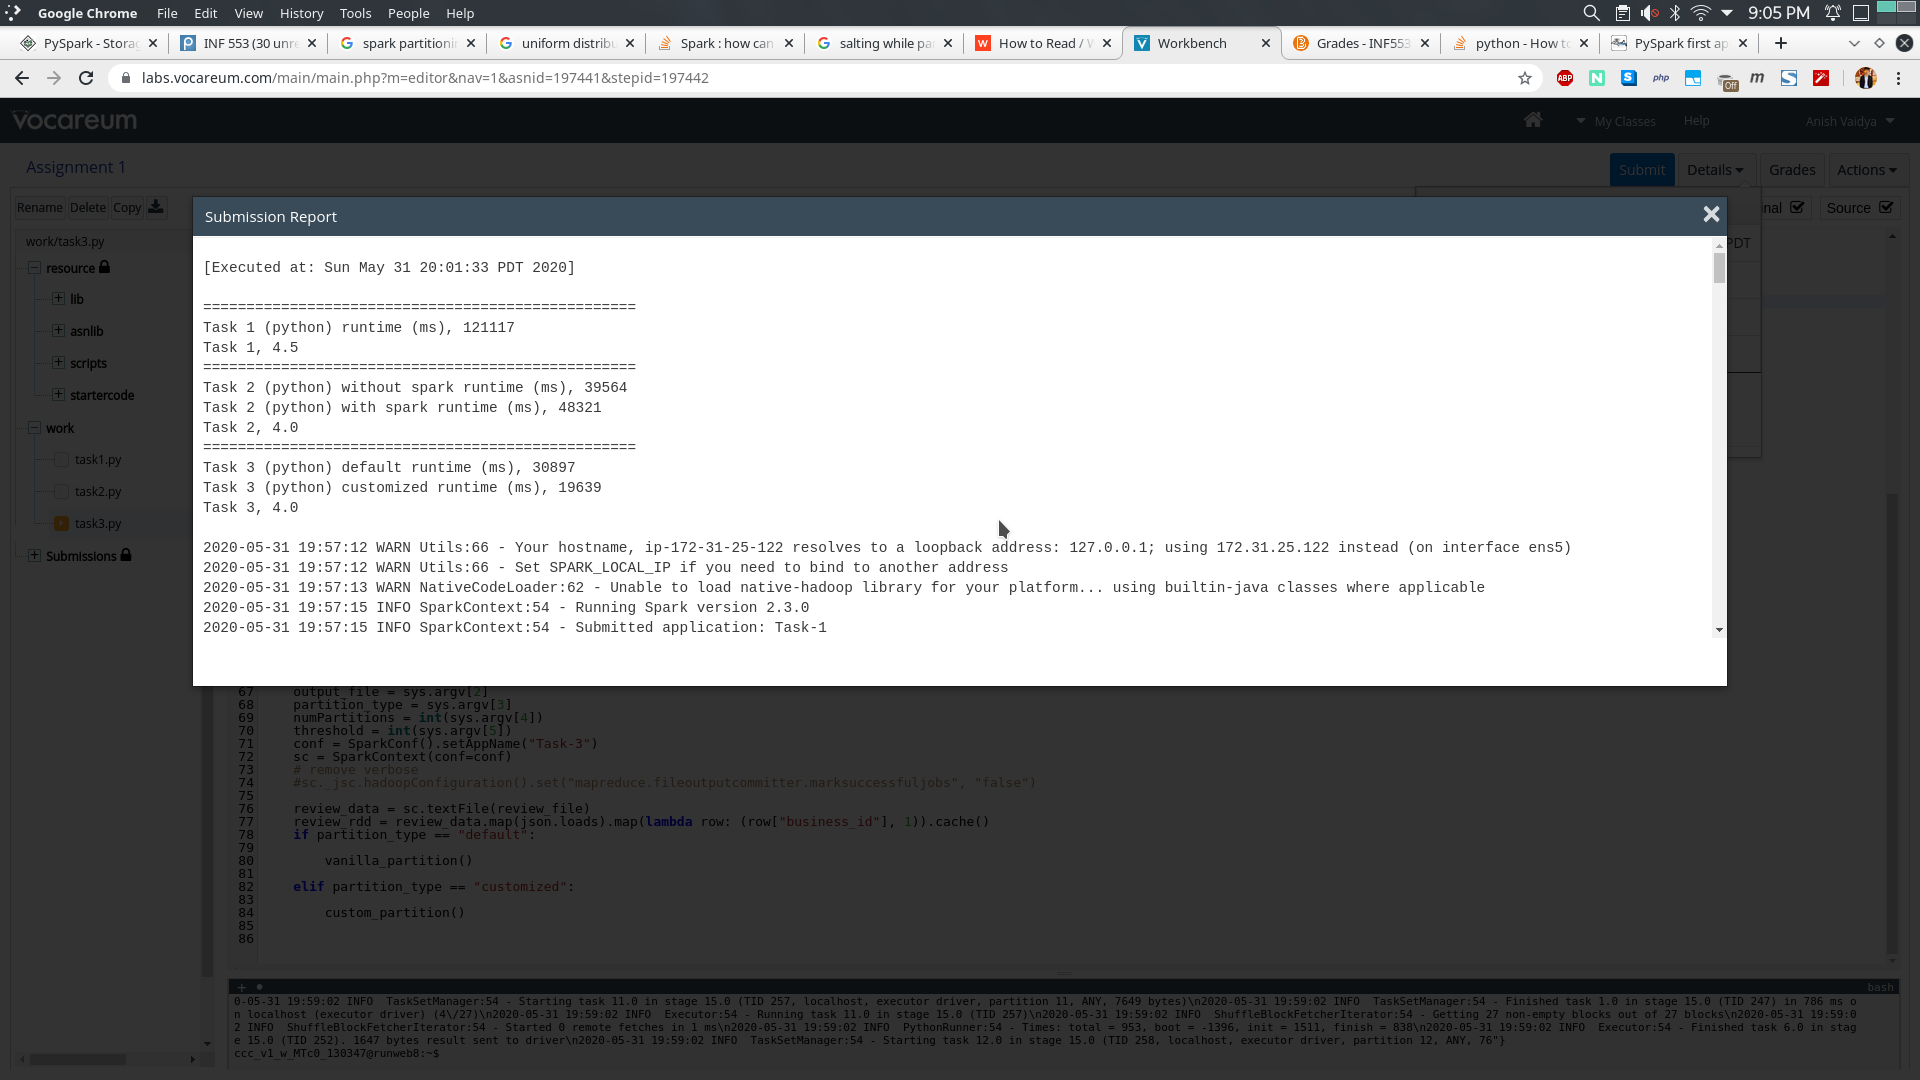 Google Chrome File Edit View History Tools People Help 9:05 PM
PySpark - Storag INF 553 (30 unre spark partitioni uniform distribu Spark : how can salting while pa How to Read / W Workbench Grades - INF553 python - How to PySpark first ap
labs.vocareum.com/main/main.php?m=editor&nav=1&asnid=197441&stepid=197442 ABP N S php Off m S
vocareum My Classes Help Anish Vaidya
Assignment 1 Submit Details Grades Actions
Rename Delete Copy nal Source
work/task3.py
resource
lib
asnlib
scripts
startercode
work
task1.py
task2.py
task3.py
Submissions
PDT
Submission Report
[Executed at: Sun May 31 20:01:33 PDT 2020]
==================================================
Task 1 (python) runtime (ms), 121117
Task 1, 4.5
==================================================
Task 2 (python) without spark runtime (ms), 39564
Task 2 (python) with spark runtime (ms), 48321
Task 2, 4.0
==================================================
Task 3 (python) default runtime (ms), 30897
Task 3 (python) customized runtime (ms), 19639
Task 3, 4.0
2020-05-31 19:57:12 WARN Utils:66 - Your hostname, ip-172-31-25-122 resolves to a loopback address: 127.0.0.1; using 172.31.25.122 instead (on interface ens5)
2020-05-31 19:57:12 WARN Utils:66 - Set SPARK_LOCAL_IP if you need to bind to another address
2020-05-31 19:57:13 WARN NativeCodeLoader:62 - Unable to load native-hadoop library for your platform... using builtin-java classes where applicable
2020-05-31 19:57:15 INFO SparkContext:54 - Running Spark version 2.3.0
2020-05-31 19:57:15 INFO SparkContext:54 - Submitted application: Task-1
67 output_file = sys.argv[2]
68 partition_type = sys.argv[3]
69 numPartitions = int(sys.argv[4])
70 threshold = int(sys.argv[5])
71 conf = SparkConf().setAppName("Task-3")
72 sc = SparkContext(conf=conf)
73 # remove verbose
74 #sc._jsc.hadoopConfiguration().set("mapreduce.fileoutputcommitter.marksuccessfuljobs", "false")
75
76 review_data = sc.textFile(review_file)
77 review_rdd = review_data.map(json.loads).map(lambda row: (row["business_id"], 1)).cache()
78 if partition_type == "default":
79
80 vanilla_partition()
81
82 elif partition_type == "customized":
83
84 custom_partition()
85
86
bash
0-05-31 19:59:02 INFO TaskSetManager:54 - Starting task 11.0 in stage 15.0 (TID 257, localhost, executor driver, partition 11, ANY, 7649 bytes)\n2020-05-31 19:59:02 INFO TaskSetManager:54 - Finished task 1.0 in stage 15.0 (TID 247) in 786 ms o
n localhost (executor driver) (4\/27)\n2020-05-31 19:59:02 INFO Executor:54 - Running task 11.0 in stage 15.0 (TID 257)\n2020-05-31 19:59:02 INFO ShuffleBlockFetcherIterator:54 - Getting 27 non-empty blocks out of 27 blocks\n2020-05-31 19:59:0
2 INFO ShuffleBlockFetcherIterator:54 - Started 0 remote fetches in 1 ms\n2020-05-31 19:59:02 INFO PythonRunner:54 - Times: total = 953, boot = -1396, init = 1511, finish = 838\n2020-05-31 19:59:02 INFO Executor:54 - Finished task 6.0 in stag
e 15.0 (TID 252). 1647 bytes result sent to driver\n2020-05-31 19:59:02 INFO TaskSetManager:54 - Starting task 12.0 in stage 15.0 (TID 258, localhost, executor driver, partition 12, ANY, 76"}
ccc_v1_w_MTc0_130347@runweb8:~$